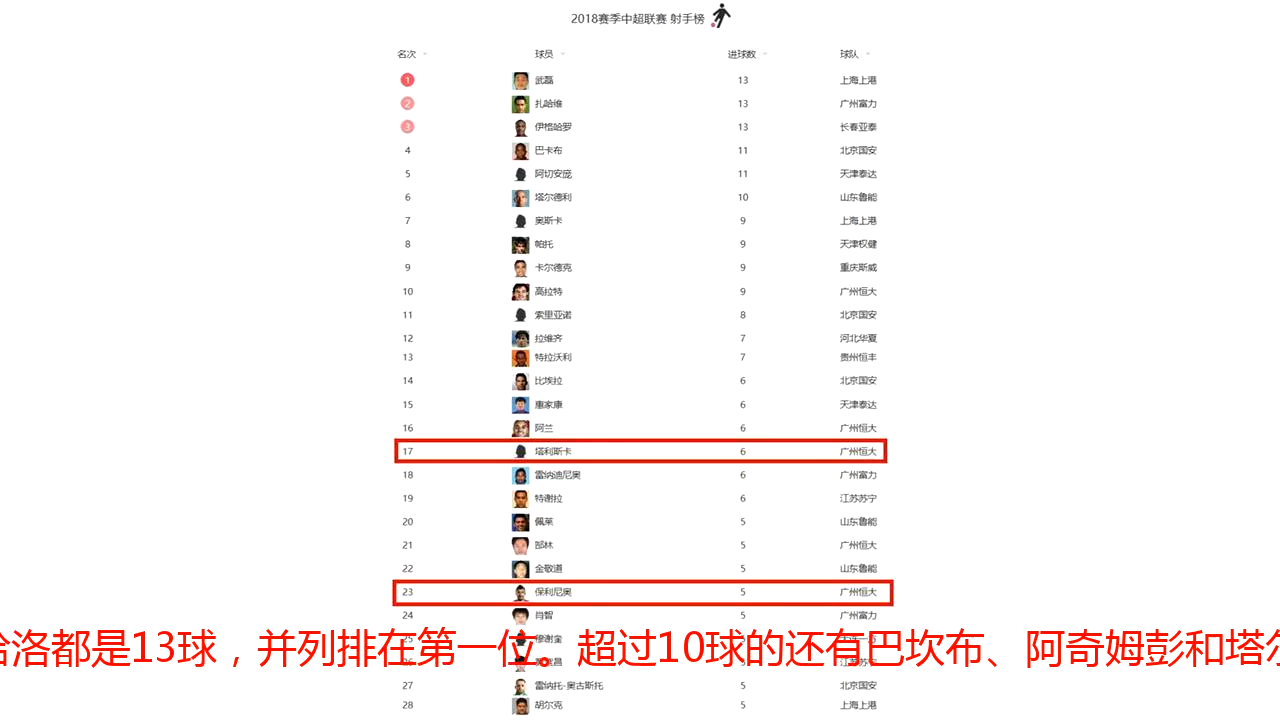 2018赛季中超联赛 射手榜
名次 球员 进球数 球队
1 武磊 13 上海上港
2 扎哈维 13 广州富力
3 伊格哈罗 13 长春亚泰
4 巴卡布 11 北京国安
5 阿切安庞 11 天津泰达
6 塔尔德利 10 山东鲁能
7 奥斯卡 9 上海上港
8 帕托 9 天津权健
9 卡尔德克 9 重庆斯威
10 高拉特 9 广州恒大
11 索里亚诺 8 北京国安
12 拉维齐 7 河北华夏
13 特拉沃利 7 贵州恒丰
14 比埃拉 6 北京国安
15 惠家康 6 天津泰达
16 阿兰 6 广州恒大
17 塔利斯卡 6 广州恒大
18 雷纳迪尼奥 6 广州富力
19 特谢拉 6 江苏苏宁
20 佩莱 5 山东鲁能
21 郜林 5 广州恒大
22 金敬道 5 山东鲁能
23 保利尼奥 5 广州恒大
24 肖智 5 广州富力
哈洛都是13球，并列排在第一位。超过10球的还有巴坎布、阿奇姆彭和塔尔
27 雷纳托-奥古斯托 5 北京国安
28 胡尔克 5 上海上港